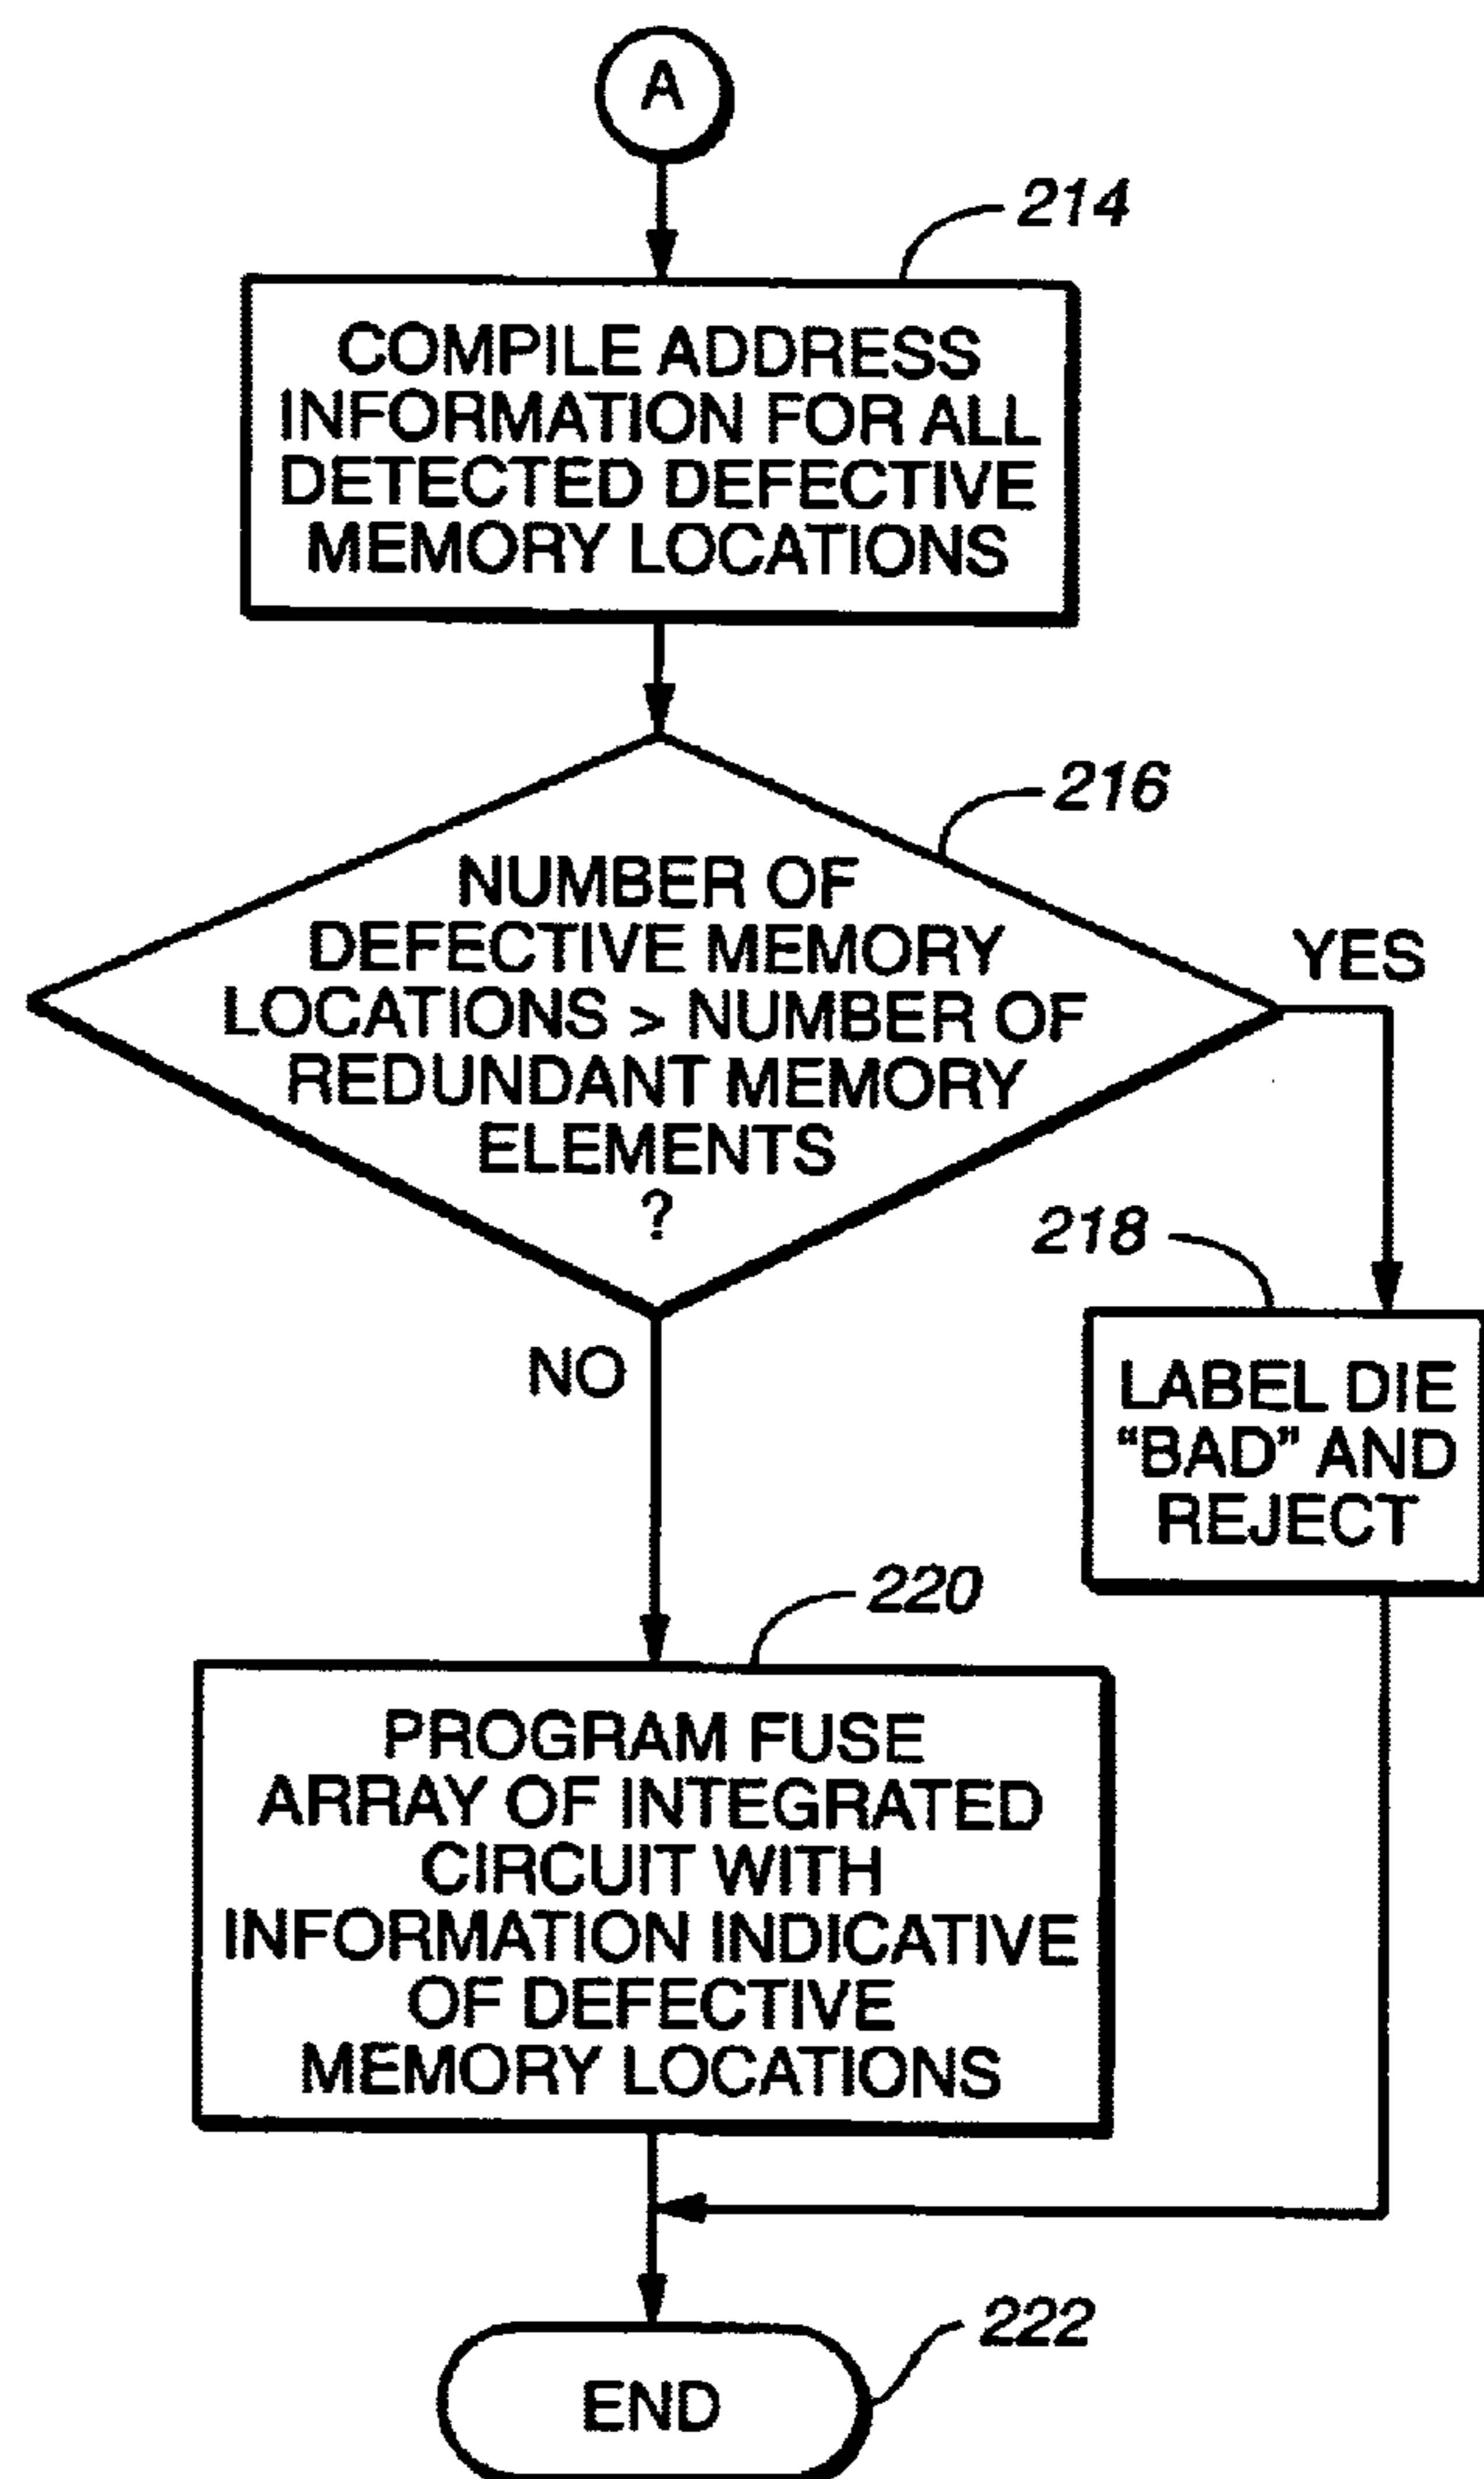 A
214
COMPILE ADDRESS
INFORMATION FOR ALL
DETECTED DEFECTIVE
MEMORY LOCATIONS
216
NUMBER OF
DEFECTIVE MEMORY
LOCATIONS > NUMBER OF
REDUNDANT MEMORY
ELEMENTS
?
YES
NO
218
LABEL DIE
“BAD” AND
REJECT
220
PROGRAM FUSE
ARRAY OF INTEGRATED
CIRCUIT WITH
INFORMATION INDICATIVE
OF DEFECTIVE
MEMORY LOCATIONS
222
END